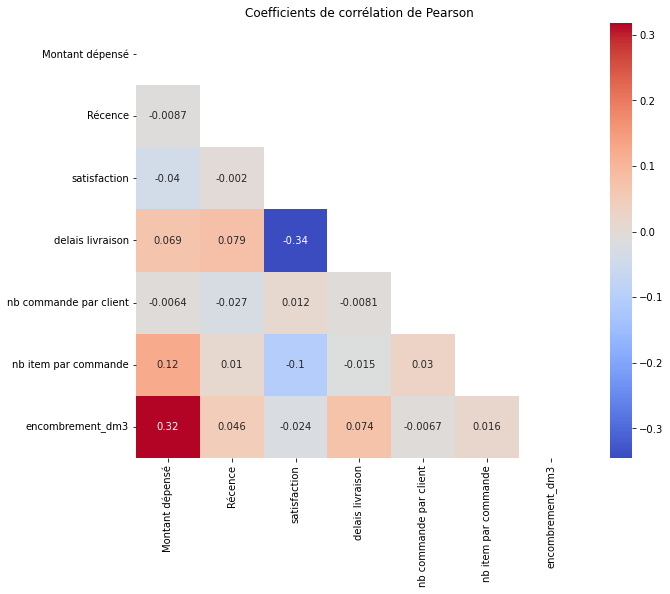 Coefficients de corrélation de Pearson
Montant dépensé
Récence -0.0087
satisfaction -0.04 -0.002
delais livraison 0.069 0.079 -0.34
nb commande par client -0.0064 -0.027 0.012 -0.0081
nb item par commande 0.12 0.01 -0.1 -0.015 0.03
encombrement_dm3 0.32 0.046 -0.024 0.074 -0.0067 0.016
Montant dépensé
Récence
satisfaction
delais livraison
nb commande par client
nb item par commande
encombrement_dm3
0.3
0.2
0.1
0.0
−0.1
−0.2
−0.3